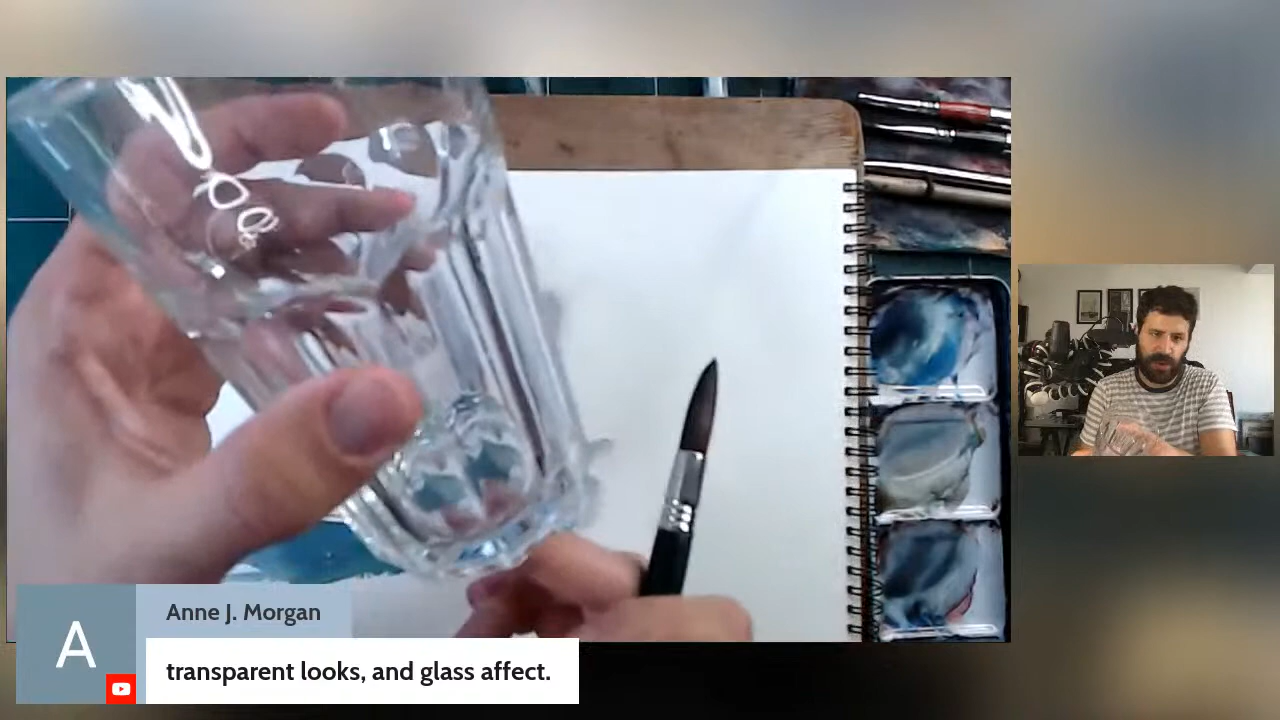 A
Anne J. Morgan
transparent looks, and glass affect.